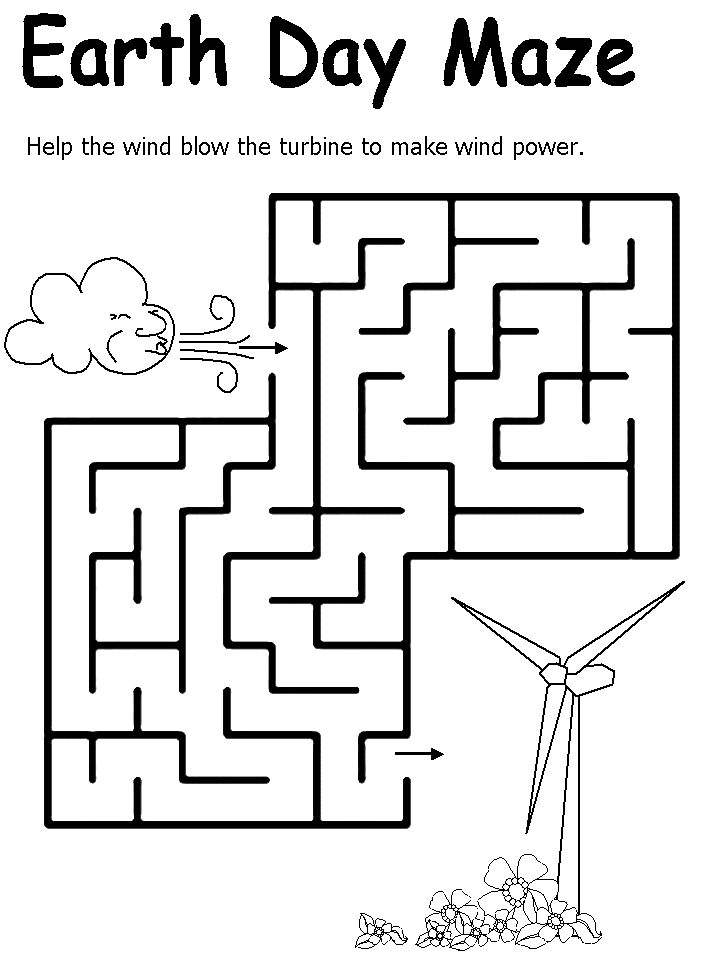 Earth Day Maze
Help the wind blow the turbine to make wind power.